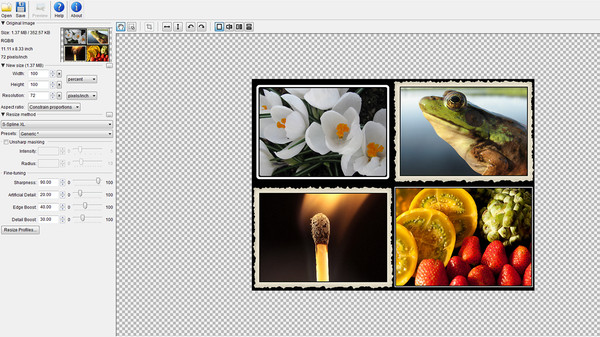 Open Save Preview Help About
Original Image
Size: 1.37 MB / 352.57 KB
RGB/8
11.11 x 8.33 inch
72 pixels/inch
New size (1.37 MB)
Width: 100
percent
Height: 100
Resolution: 72 pixels/inch
Aspect ratio: Constrain proportions...
Resize method
S-Spline XL
Presets: Generic *
Unsharp masking
Intensity:
Radius:
Fine-tuning
Sharpness: 90.00 0 100
Artificial Detail: 20.00 0 100
Edge Boost: 40.00 0 100
Detail Boost: 30.00 0 100
Resize Profiles...